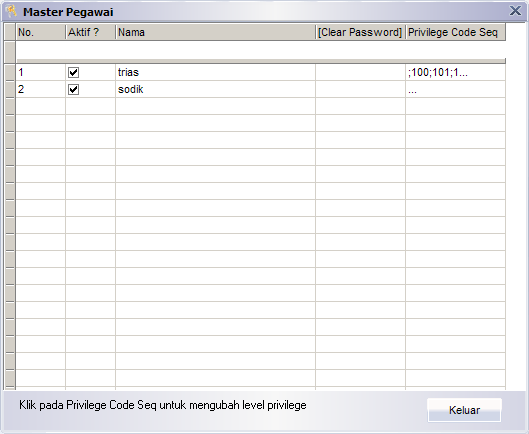 Master Pegawai
No. Aktif ? Nama [Clear Password] Privilege Code Seq
1 trias ;100;101;1...
2 sodik ...
Klik pada Privilege Code Seq untuk mengubah level privilege
Keluar